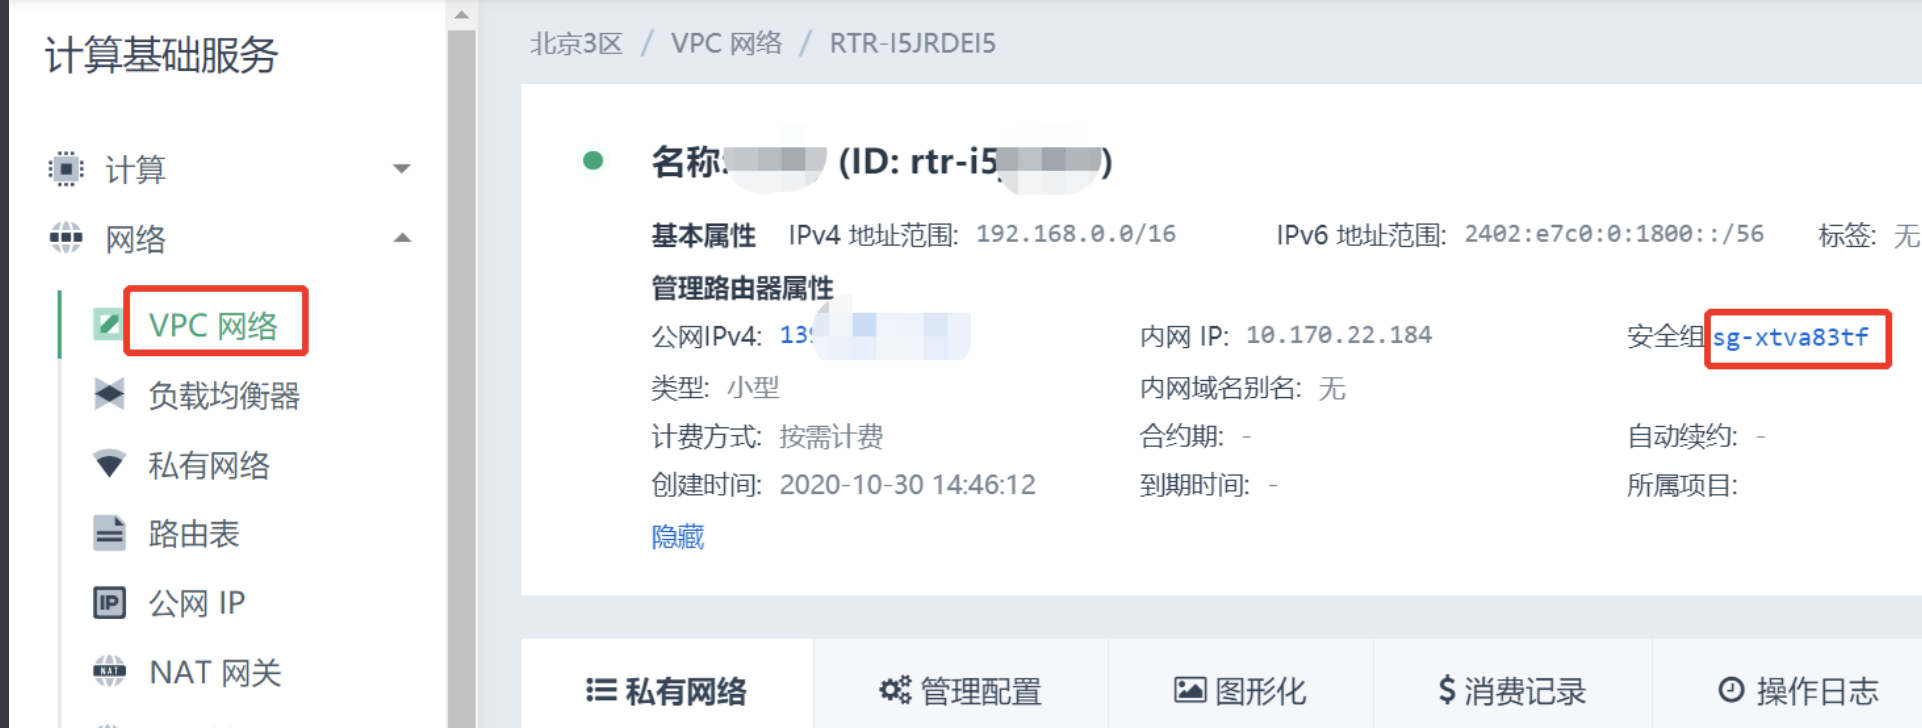 计算基础服务
计算
网络
VPC 网络
负载均衡器
私有网络
路由表
IP 公网 IP
NAT NAT 网关
北京3区 / VPC 网络 / RTR-I5JRDEI5
名称: (ID: rtr-i5 )
基本属性 IPv4 地址范围: 192.168.0.0/16 IPv6 地址范围: 2402:e7c0:0:1800::/56 标签: 无
管理路由器属性
公网IPv4: 139 内网 IP: 10.170.22.184 安全组 sg-xtva83tf
类型: 小型 内网域名别名: 无
计费方式: 按需计费 合约期: - 自动续约: -
创建时间: 2020-10-30 14:46:12 到期时间: - 所属项目:
隐藏
私有网络 管理配置 图形化 $ 消费记录 操作日志